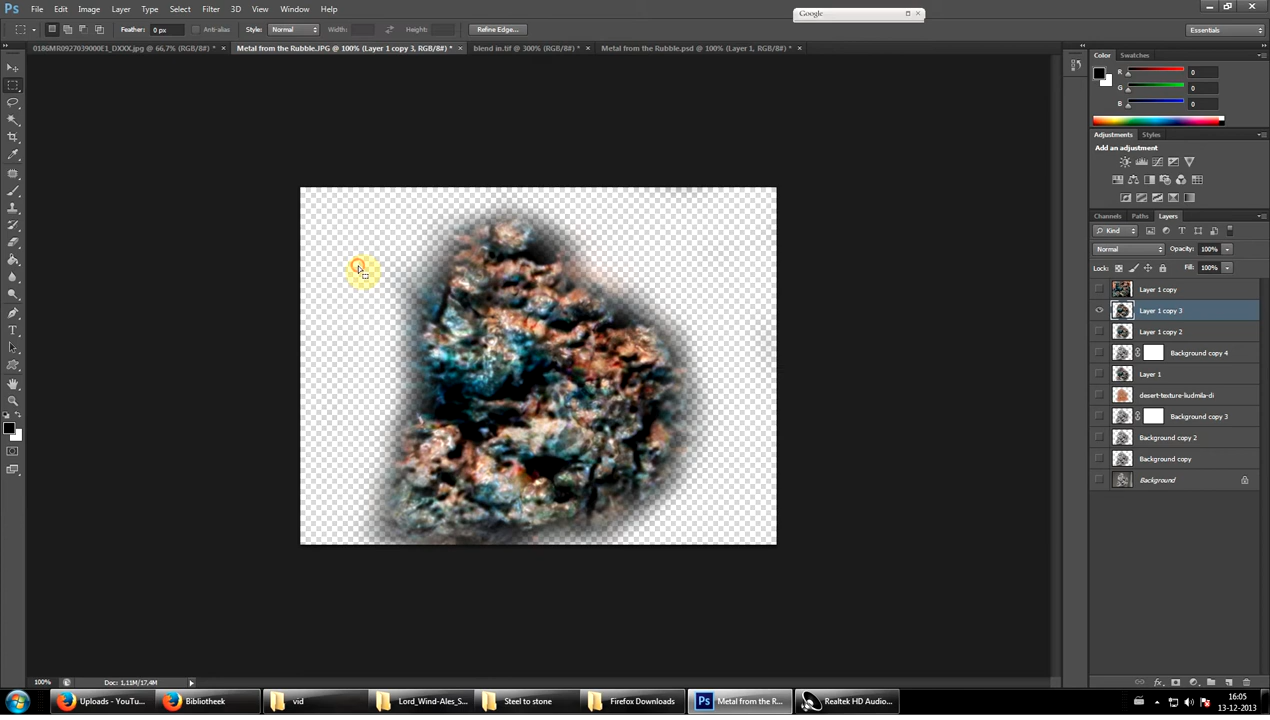 Ps File Edit Image Layer Type Select Filter 3D View Window Help
Google
Feather: 0 px Anti-alias Style: Normal Width: Height: Refine Edge...
Essentials
0186MR0927039000E1_DXXX.jpg @ 66,7% (RGB/8#) * × Metal from the Rubble.JPG @ 100% (Layer 1 copy 3, RGB/8#) * × blend in.tif @ 300% (RGB/8#) * × Metal from the Rubble.psd @ 100% (Layer 1, RGB/8#) * ×
Color Swatches
R 0
G 0
B 0
Adjustments Styles
Add an adjustment
Channels Paths Layers
Kind
Normal Opacity: 100%
Lock: Fill: 100%
Layer 1 copy
Layer 1 copy 3
Layer 1 copy 2
Background copy 4
Layer 1
desert-texture-liudmila-di
Background copy 3
Background copy 2
Background copy
Background
100% Doc: 1,11M/17,4M
Uploads - YouTu... Bibliotheek vid Lord_Wind-Ales_S... Steel to stone Firefox Downloads Ps Metal from the R... Realtek HD Audio...
16:05
13-12-2013